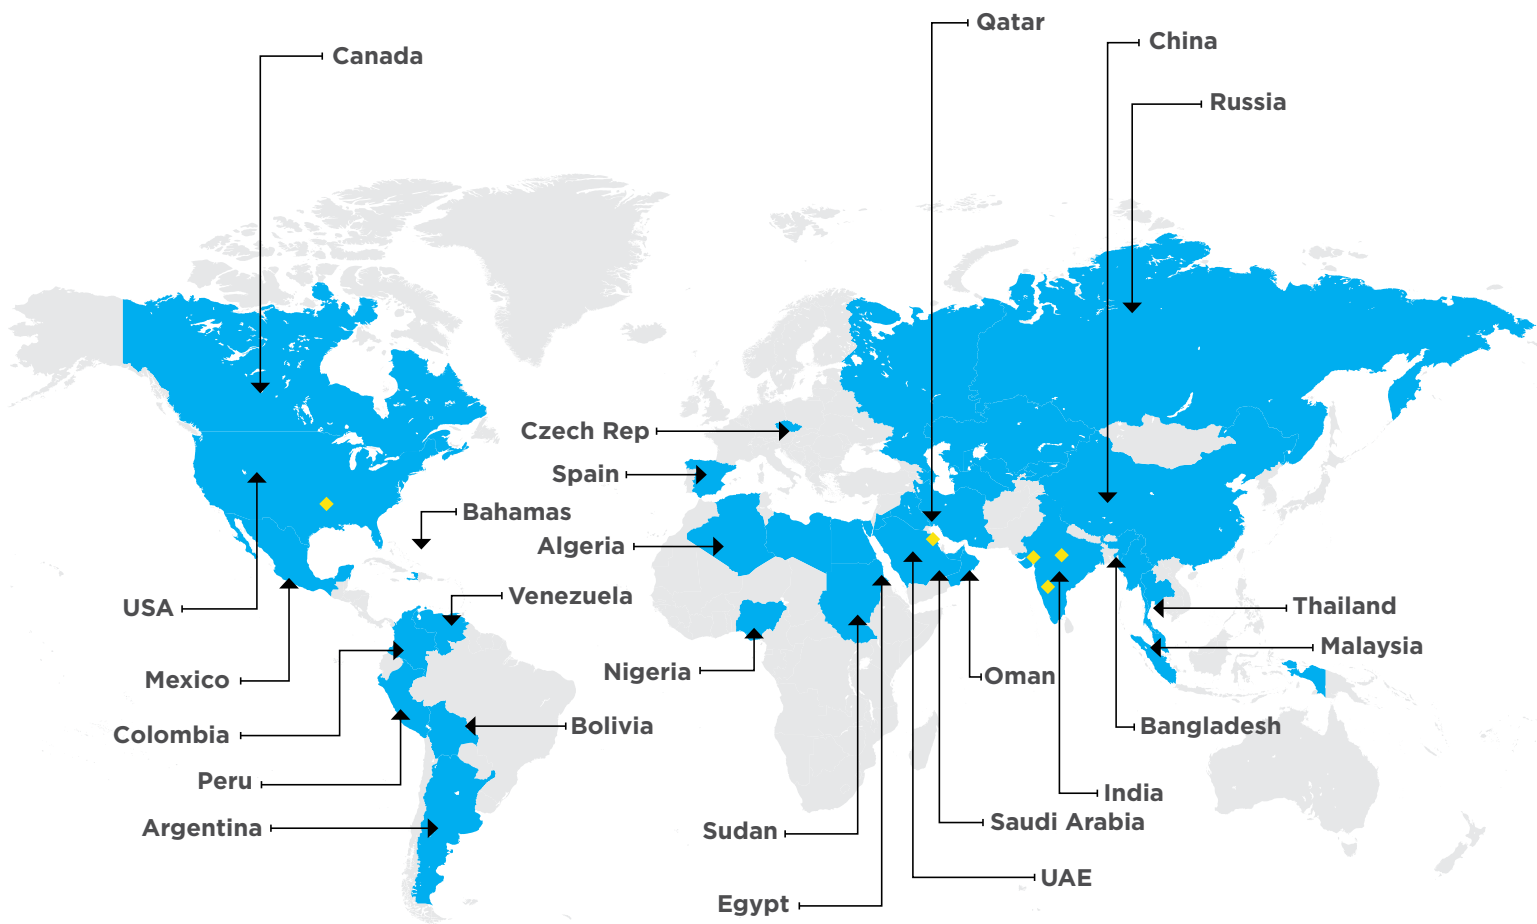 Qatar
China
Canada
Russia
Czech Rep
Spain
Bahamas
Algeria
Venezuela
USA
Thailand
Malaysia
Nigeria
Oman
Mexico
Bolivia
Bangladesh
Colombia
Peru
India
Saudi Arabia
Argentina
Sudan
UAE
Egypt